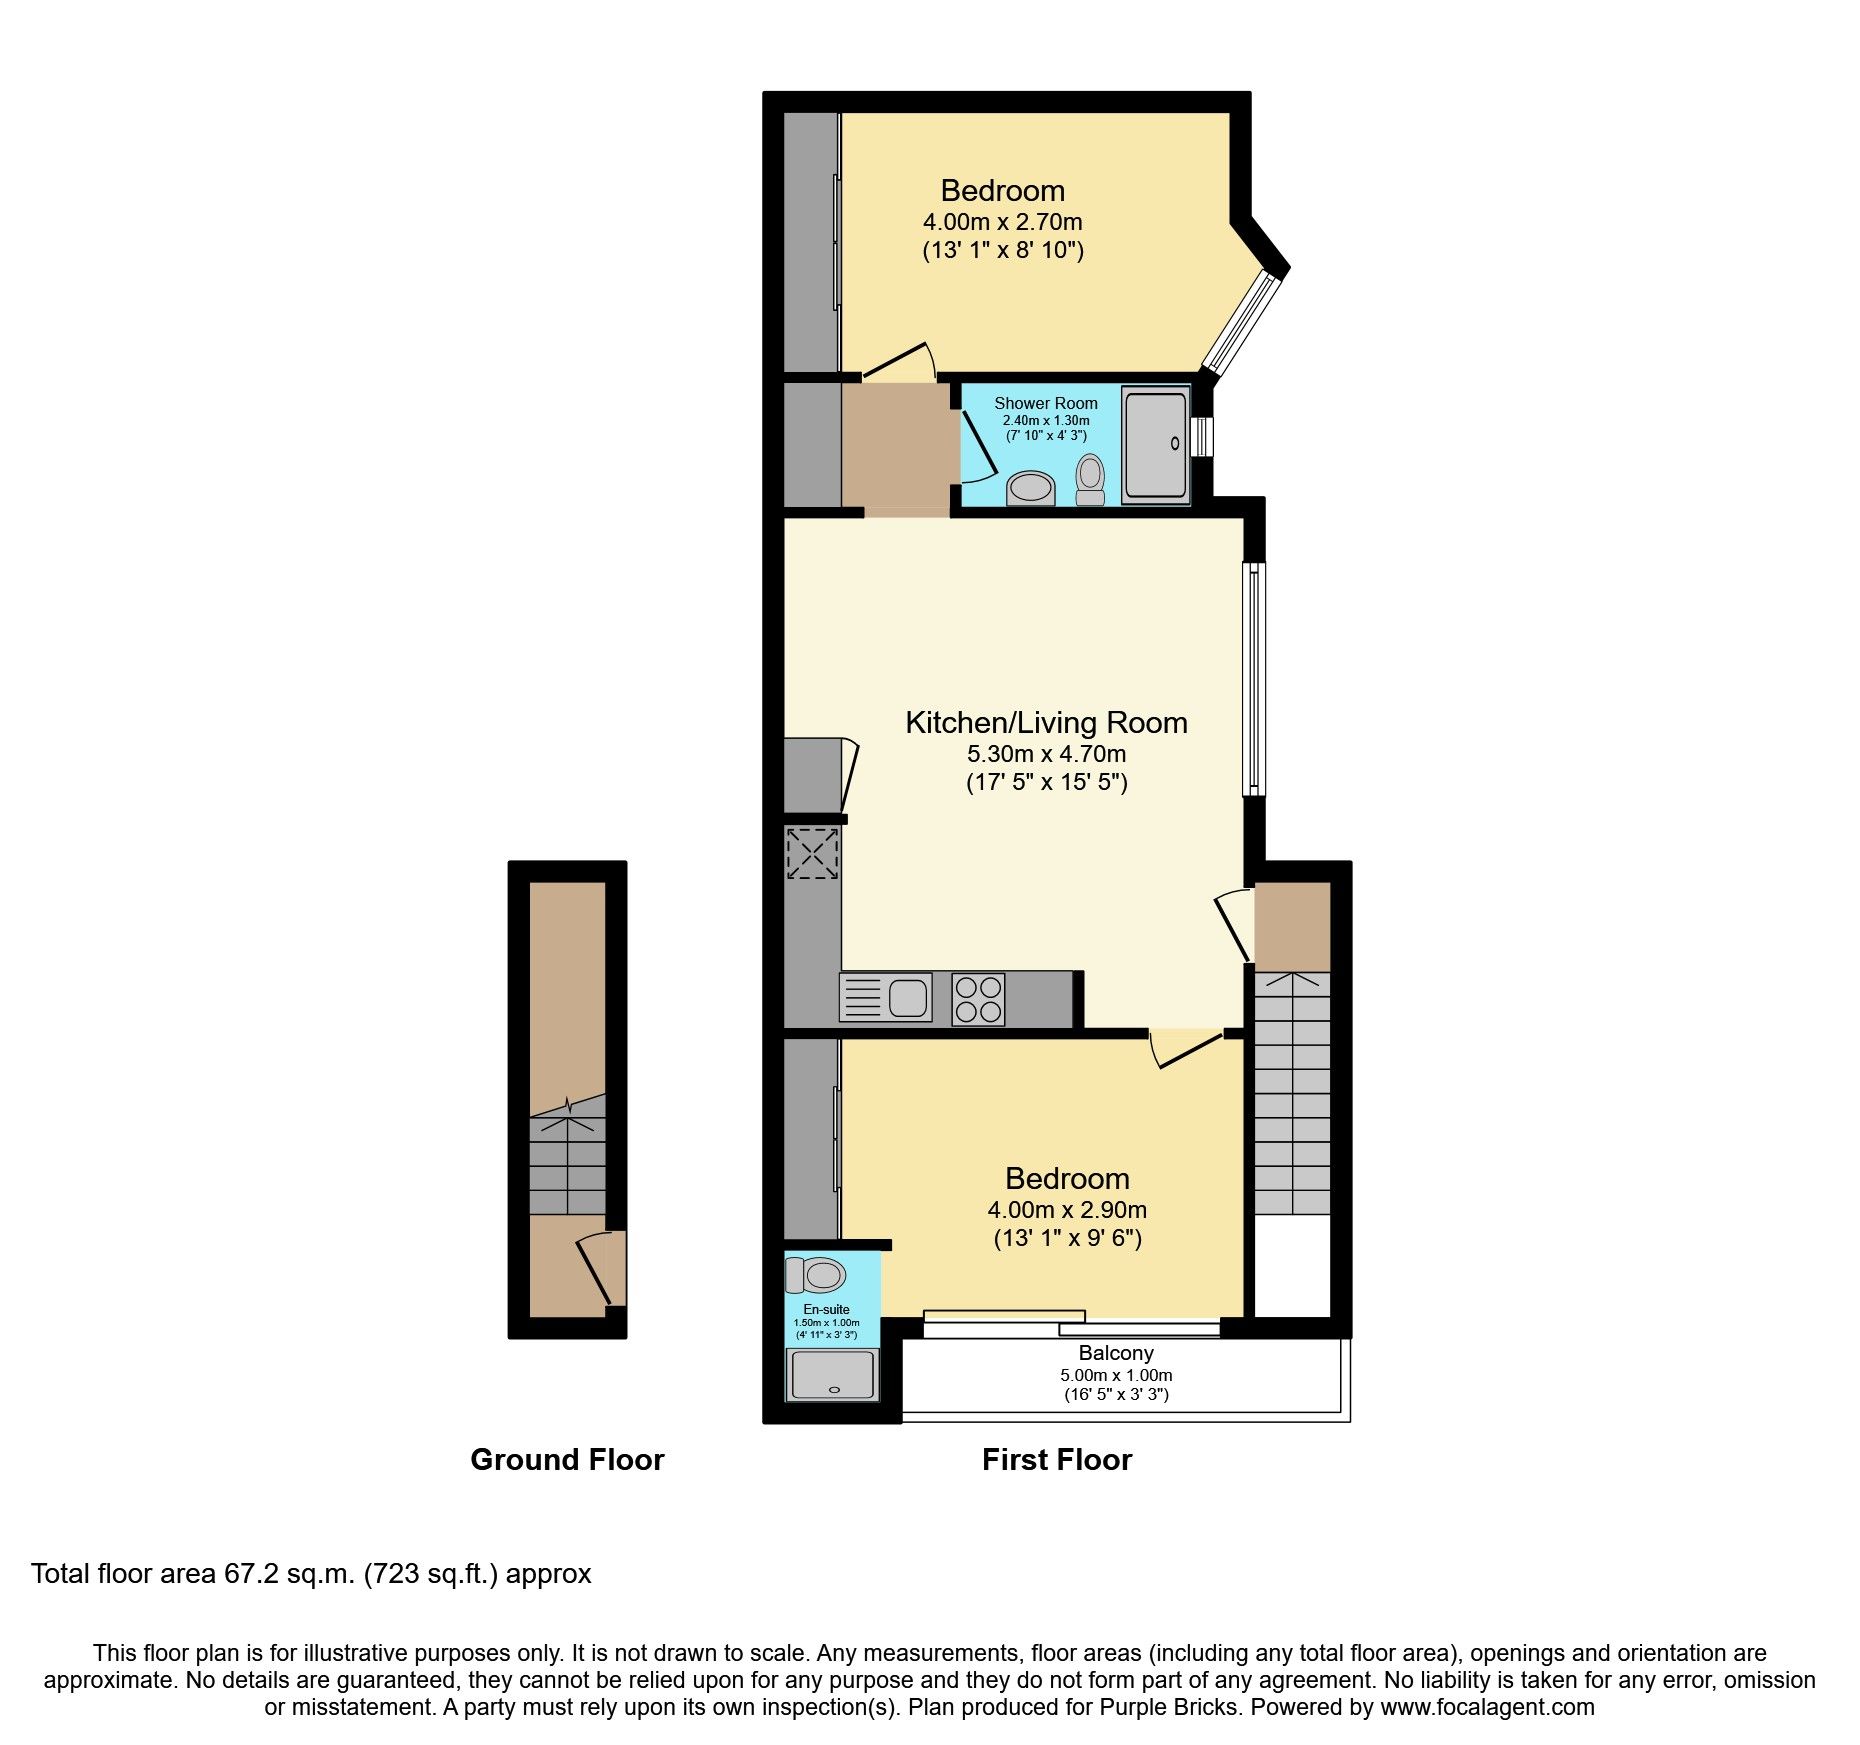 Bedroom
4.00m x 2.70m
(13' 1" x 8' 10")
Shower Room
2.40m x 1.30m
(7' 10" x 4' 3")
Kitchen/Living Room
5.30m x 4.70m
(17' 5" x 15' 5")
Bedroom
4.00m x 2.90m
(13' 1" x 9' 6")
En-suite
1.50m x 1.00m
(4' 11" x 3' 3")
Balcony
5.00m x 1.00m
(16' 5" x 3' 3")
Ground Floor
First Floor
Total floor area 67.2 sq.m. (723 sq.ft.) approx
This floor plan is for illustrative purposes only. It is not drawn to scale. Any measurements, floor areas (including any total floor area), openings and orientation are
approximate. No details are guaranteed, they cannot be relied upon for any purpose and they do not form part of any agreement. No liability is taken for any error, omission
or misstatement. A party must rely upon its own inspection(s). Plan produced for Purple Bricks. Powered by www.focalagent.com